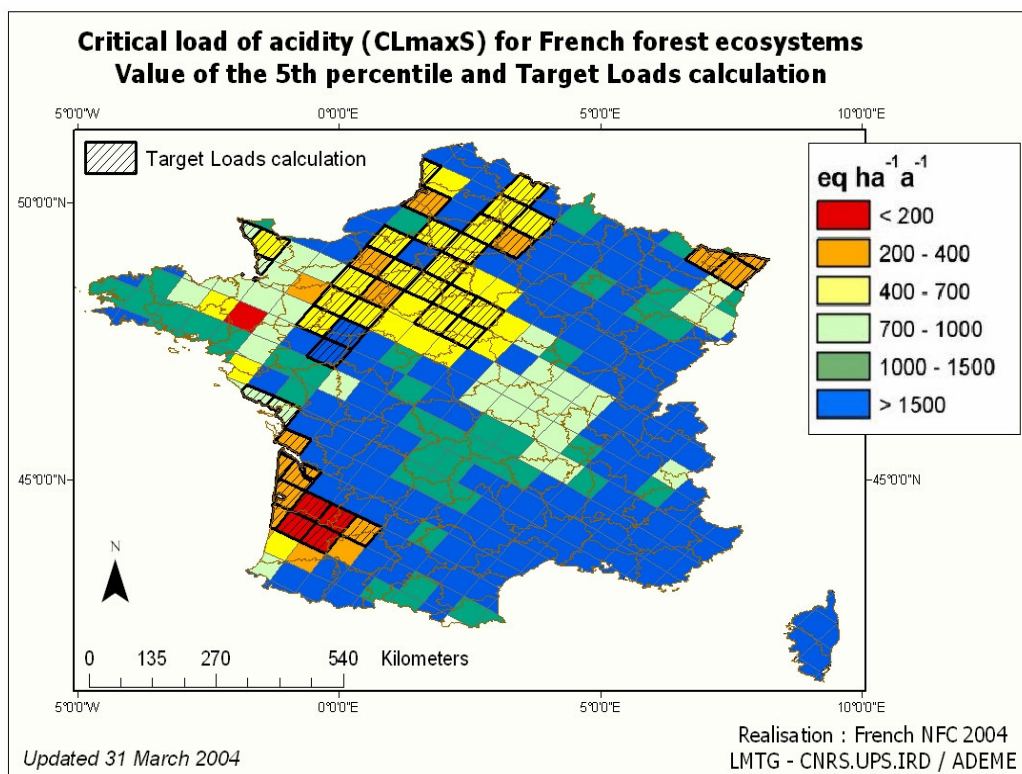 Critical load of acidity (CLmaxS) for French forest ecosystems
Value of the 5th percentile and Target Loads calculation
5°0'0"W 0°0'0"E 5°0'0"E 10°0'0"E
Target Loads calculation
eq ha⁻¹a⁻¹
< 200
200 - 400
400 - 700
700 - 1000
1000 - 1500
> 1500
50°0'0"N
45°0'0"N 45°0'0"N
N
0 135 270 540 Kilometers
5°0'0"W 0°0'0"E 5°0'0"E 10°0'0"E
Updated 31 March 2004
Realisation : French NFC 2004
LMTG - CNRS.UPS.IRD / ADEME